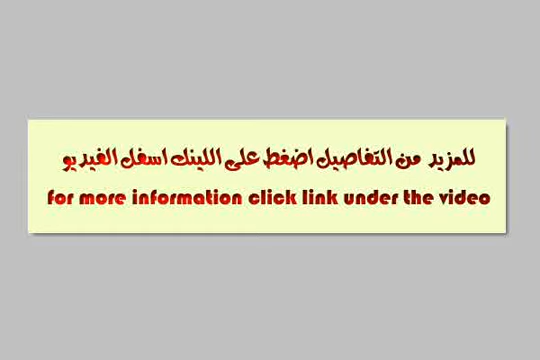 للمزيد من التفاصيل اضغط على اللينك اسفل الفيديو
for more information click link under the video